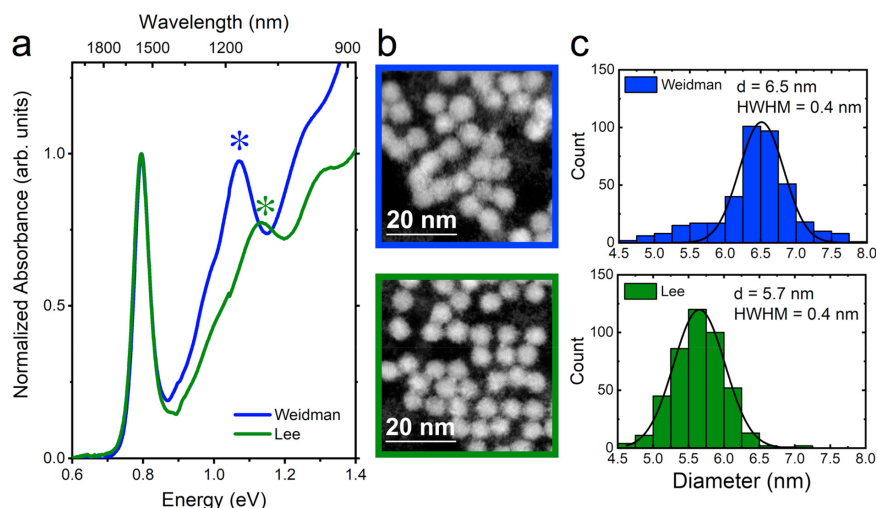 a
Wavelength (nm)
1800 1500 1200 900
Normalized Absorbance (arb. units)
1.0
0.5
0.0
*
*
Weidman
Lee
0.6 0.8 1.0 1.2 1.4
Energy (eV)
b
20 nm
20 nm
c
150
100
50
0
Count
Weidman
d = 6.5 nm
HWHM = 0.4 nm
4.5 5.0 5.5 6.0 6.5 7.0 7.5 8.0
150
100
50
0
Count
Lee
d = 5.7 nm
HWHM = 0.4 nm
4.5 5.0 5.5 6.0 6.5 7.0 7.5 8.0
Diameter (nm)